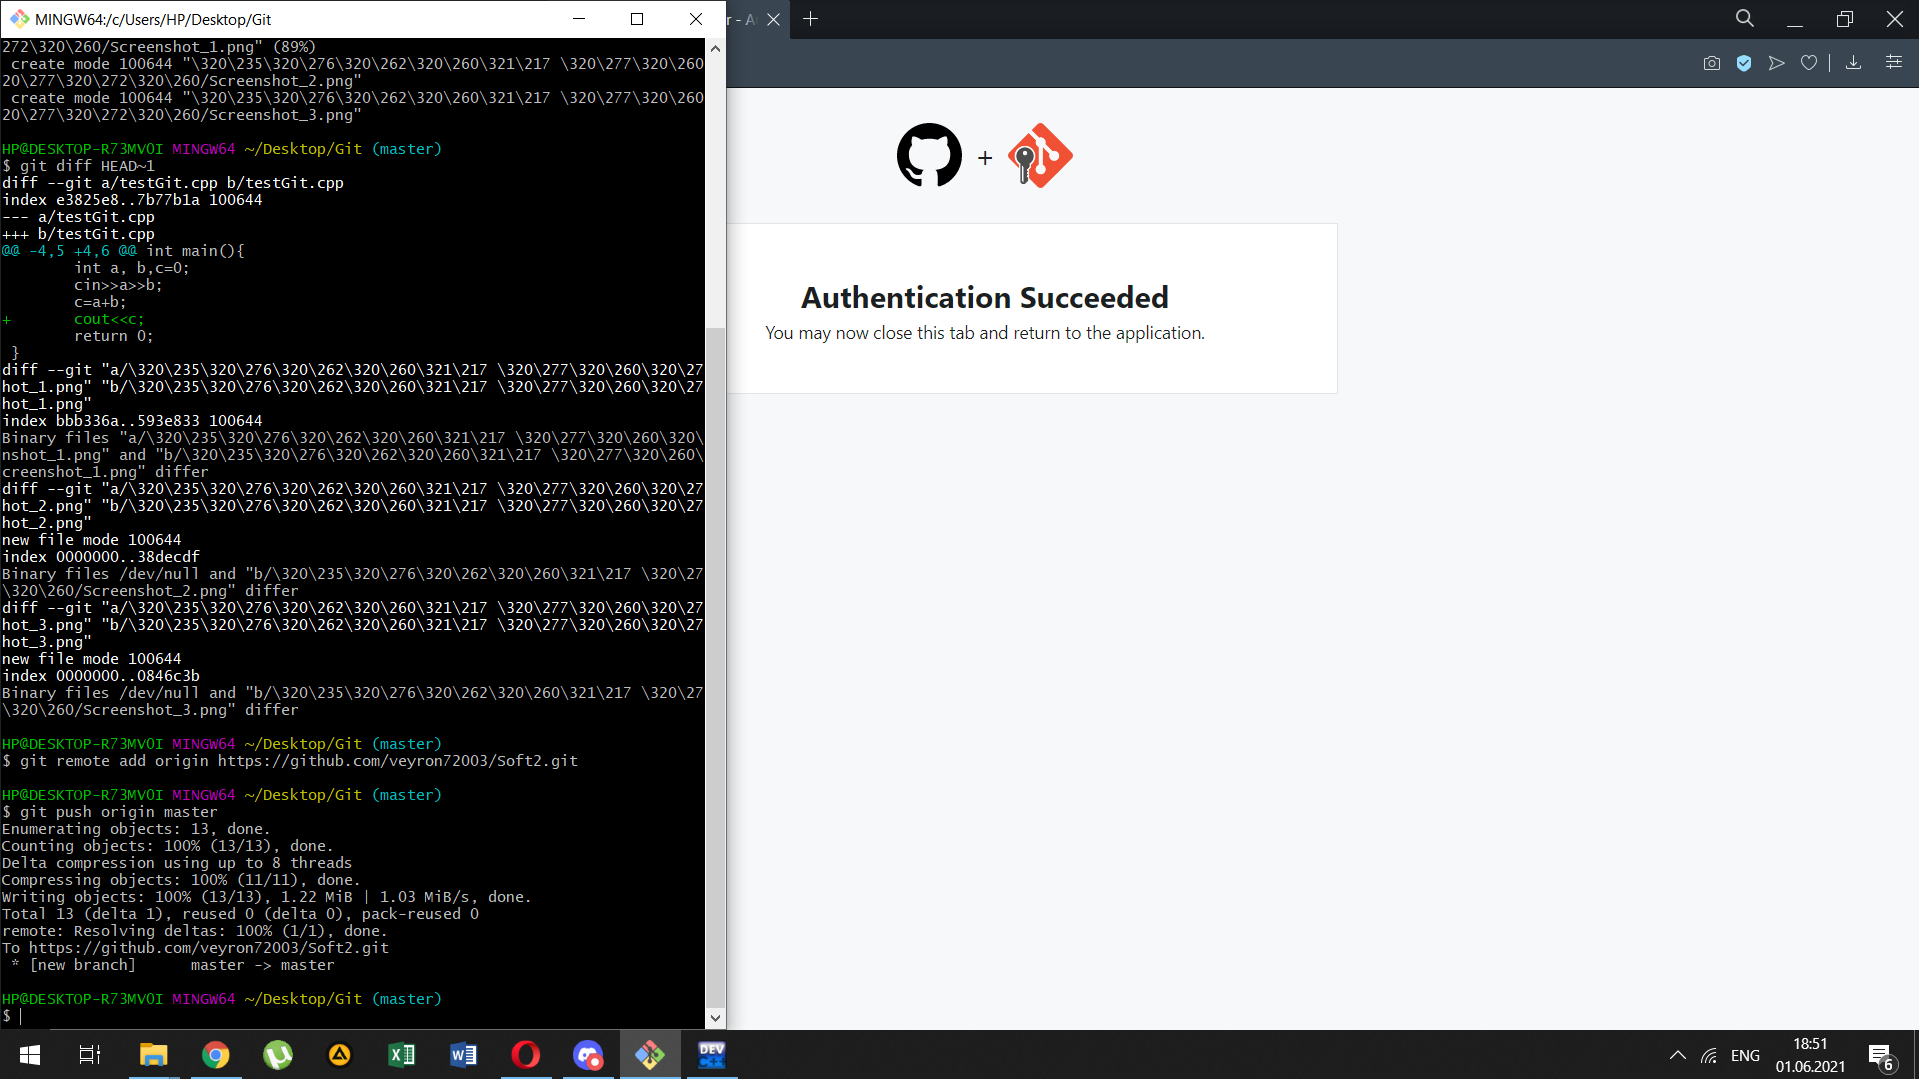 MINGW64:/c/Users/HP/Desktop/Git
272\320\260/Screenshot_1.png" (89%)
 create mode 100644 "\320\235\320\276\320\262\320\260\321\217 \320\277\320\260
20\277\320\272\320\260/Screenshot_2.png"
 create mode 100644 "\320\235\320\276\320\262\320\260\321\217 \320\277\320\260
20\277\320\272\320\260/Screenshot_3.png"
HP@DESKTOP-R73MV0I MINGW64 ~/Desktop/Git (master)
$ git diff HEAD~1
diff --git a/testGit.cpp b/testGit.cpp
index e3825e8..7b77b1a 100644
--- a/testGit.cpp
+++ b/testGit.cpp
@@ -4,5 +4,6 @@ int main(){
        int a, b,c=0;
        cin>>a>>b;
        c=a+b;
+       cout<<c;
        return 0;
 }
diff --git "a/\320\235\320\276\320\262\320\260\321\217 \320\277\320\260\320\27
hot_1.png" "b/\320\235\320\276\320\262\320\260\321\217 \320\277\320\260\320\27
hot_1.png"
index bbb336a..593e833 100644
Binary files "a/\320\235\320\276\320\262\320\260\321\217 \320\277\320\260\320\
nshot_1.png" and "b/\320\235\320\276\320\262\320\260\321\217 \320\277\320\260\
creenshot_1.png" differ
diff --git "a/\320\235\320\276\320\262\320\260\321\217 \320\277\320\260\320\27
hot_2.png" "b/\320\235\320\276\320\262\320\260\321\217 \320\277\320\260\320\27
hot_2.png"
new file mode 100644
index 0000000..38decdf
Binary files /dev/null and "b/\320\235\320\276\320\262\320\260\321\217 \320\27
\320\260/Screenshot_2.png" differ
diff --git "a/\320\235\320\276\320\262\320\260\321\217 \320\277\320\260\320\27
hot_3.png" "b/\320\235\320\276\320\262\320\260\321\217 \320\277\320\260\320\27
hot_3.png"
new file mode 100644
index 0000000..0846c3b
Binary files /dev/null and "b/\320\235\320\276\320\262\320\260\321\217 \320\27
\320\260/Screenshot_3.png" differ
HP@DESKTOP-R73MV0I MINGW64 ~/Desktop/Git (master)
$ git remote add origin https://github.com/veyron72003/Soft2.git
HP@DESKTOP-R73MV0I MINGW64 ~/Desktop/Git (master)
$ git push origin master
Enumerating objects: 13, done.
Counting objects: 100% (13/13), done.
Delta compression using up to 8 threads
Compressing objects: 100% (11/11), done.
Writing objects: 100% (13/13), 1.22 MiB | 1.03 MiB/s, done.
Total 13 (delta 1), reused 0 (delta 0), pack-reused 0
remote: Resolving deltas: 100% (1/1), done.
To https://github.com/veyron72003/Soft2.git
 * [new branch]      master -> master
HP@DESKTOP-R73MV0I MINGW64 ~/Desktop/Git (master)
$
r - A
+
Authentication Succeeded
You may now close this tab and return to the application.
DEV
C++
ENG
18:51
01.06.2021
6